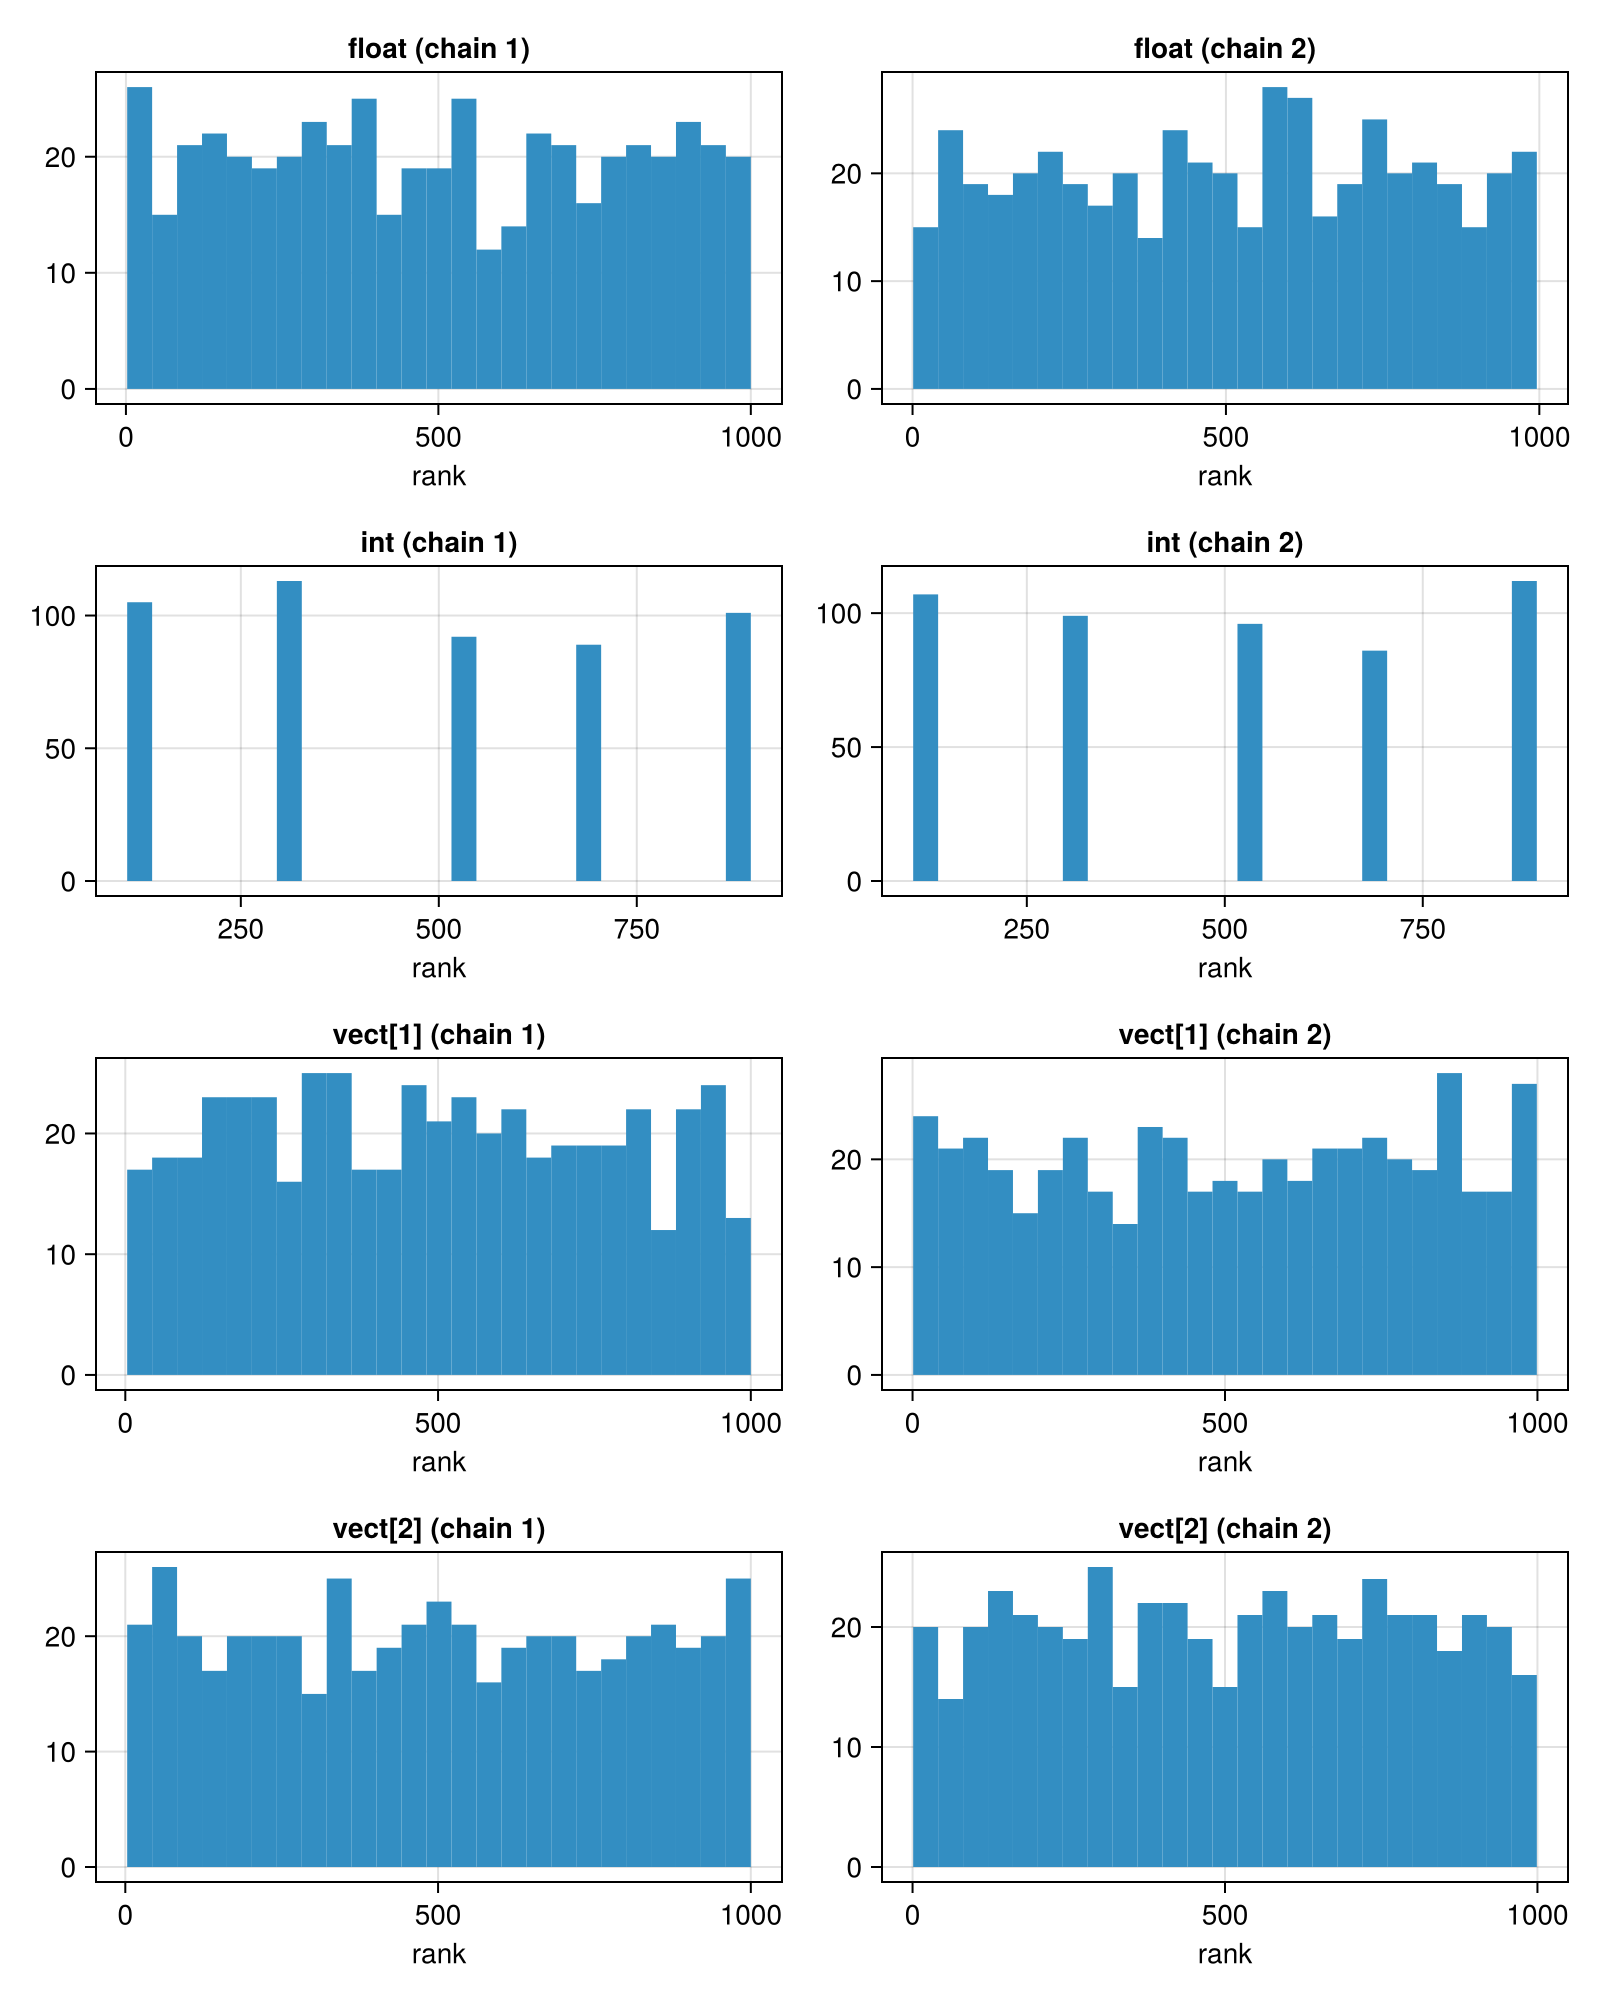 float (chain 1)
20
10
0
0 500 1000
rank
float (chain 2)
20
10
0
0 500 1000
rank
int (chain 1)
100
50
0
250 500 750
rank
int (chain 2)
100
50
0
250 500 750
rank
vect[1] (chain 1)
20
10
0
0 500 1000
rank
vect[1] (chain 2)
20
10
0
0 500 1000
rank
vect[2] (chain 1)
20
10
0
0 500 1000
rank
vect[2] (chain 2)
20
10
0
0 500 1000
rank